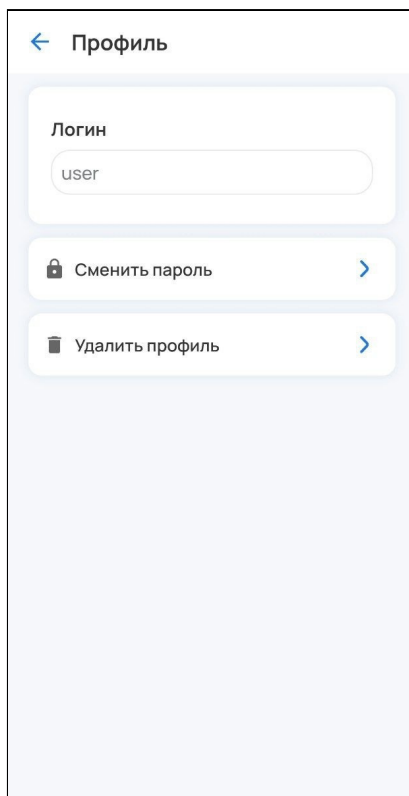 Профиль
Логин
user
Сменить пароль
Удалить профиль